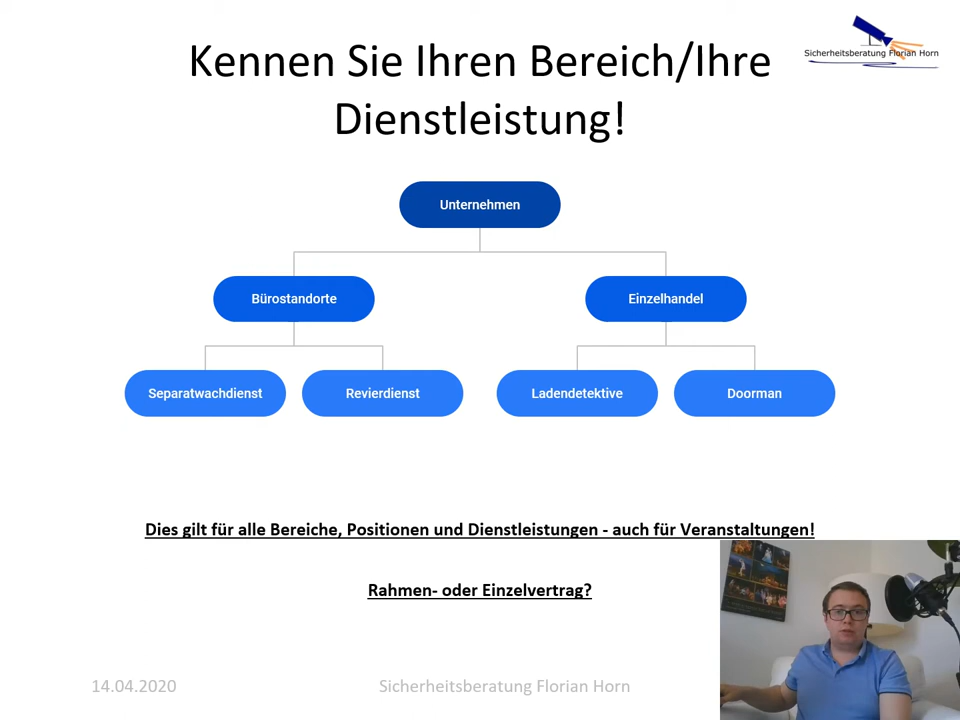 Kennen Sie Ihren Bereich/Ihre
Dienstleistung!
Sicherheitsberatung Florian Horn
Unternehmen
Bürostandorte
Einzelhandel
Separatwachdienst
Revierdienst
Ladendetektive
Doorman
Dies gilt für alle Bereiche, Positionen und Dienstleistungen - auch für Veranstaltungen!
Rahmen- oder Einzelvertrag?
14.04.2020
Sicherheitsberatung Florian Horn